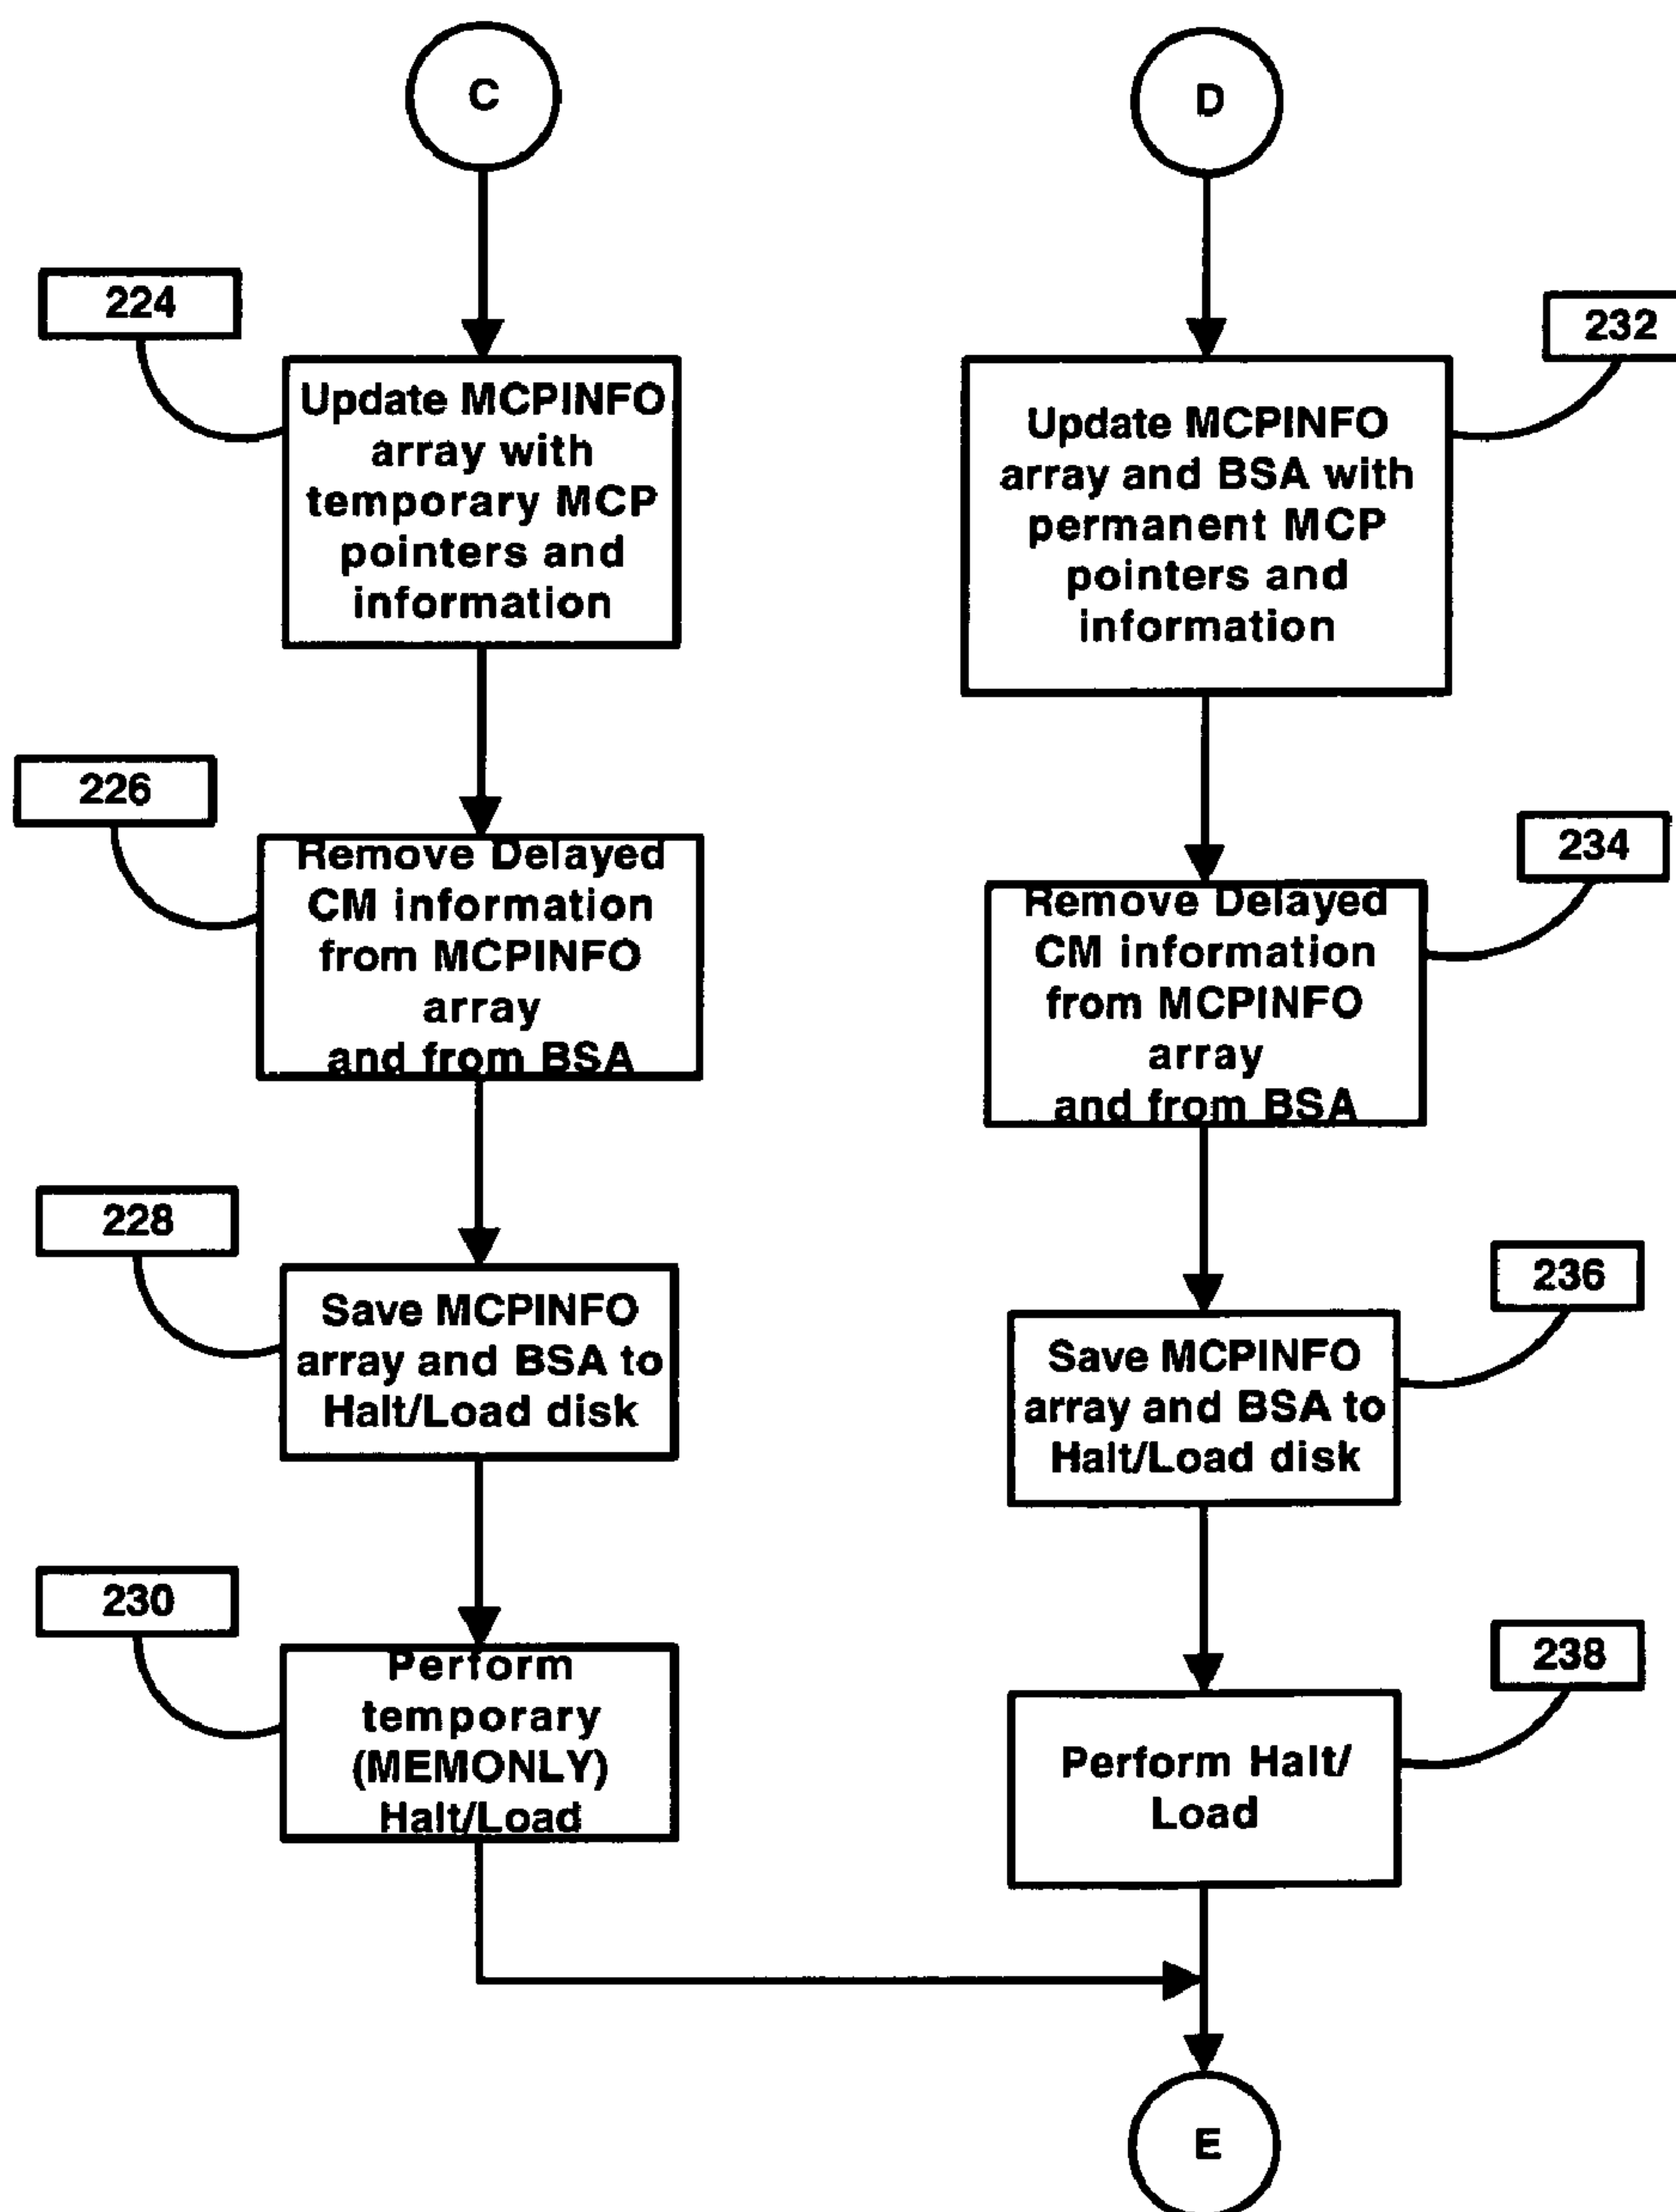 C
224
Update MCPINFO
array with
temporary MCP
pointers and
information
226
Remove Delayed
CM information
from MCPINFO
array
and from BSA
228
Save MCPINFO
array and BSA to
Halt/Load disk
230
Perform
temporary
(MEMONLY)
Halt/Load
D
232
Update MCPINFO
array and BSA with
permanent MCP
pointers and
information
234
Remove Delayed
CM information
from MCPINFO
array
and from BSA
236
Save MCPINFO
array and BSA to
Halt/Load disk
238
Perform Halt/
Load
E